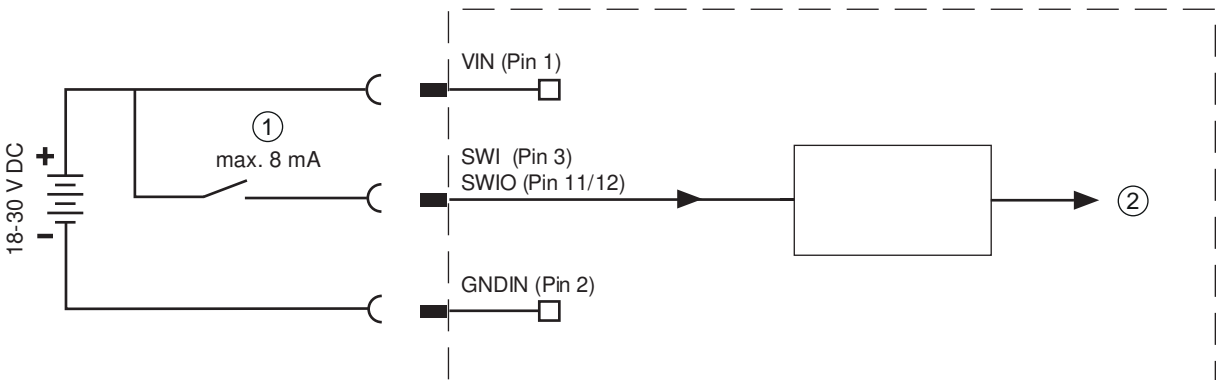 VIN (Pin 1)
①
max. 8 mA
+
18-30 V DC
-
SWI (Pin 3)
SWIO (Pin 11/12)
②
GNDIN (Pin 2)